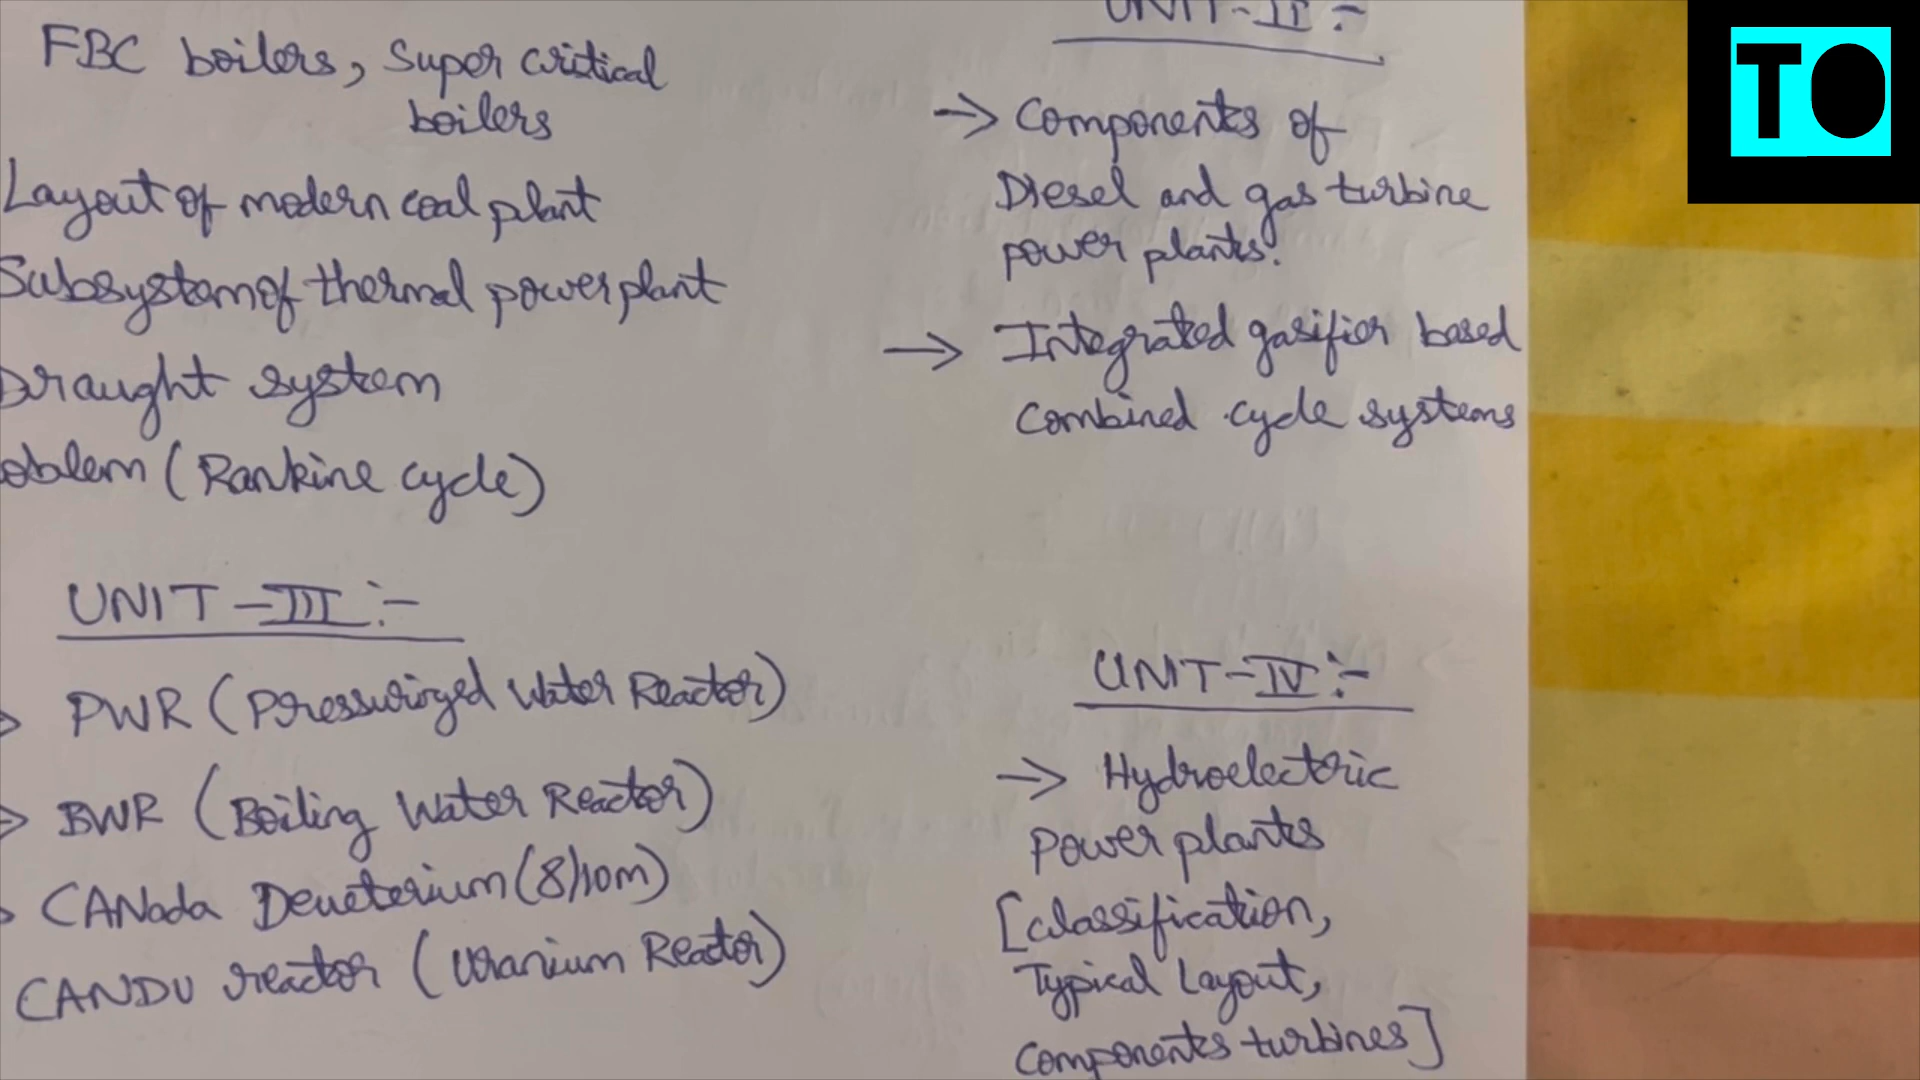 FBC boilers, Super critical
boilers
Layout of modern coal plant
Subsystem of thermal power plant
Draught system
oblem (Rankine cycle)
UNIT-III :-
PWR (Pressurized Water Reactor)
BWR (Boiling Water Reactor)
CANada Deueterium (8/10m)
CANDU reactor (Uranium Reactor)
UNIT-II :-
→ Components of
Diesel and gas turbine
power plants.
→ Integrated gasifier based
Combined cycle systems
UNIT-IV :-
→ Hydroelectric
Power plants
[classification,
Typical Layout,
Components turbines]
TO